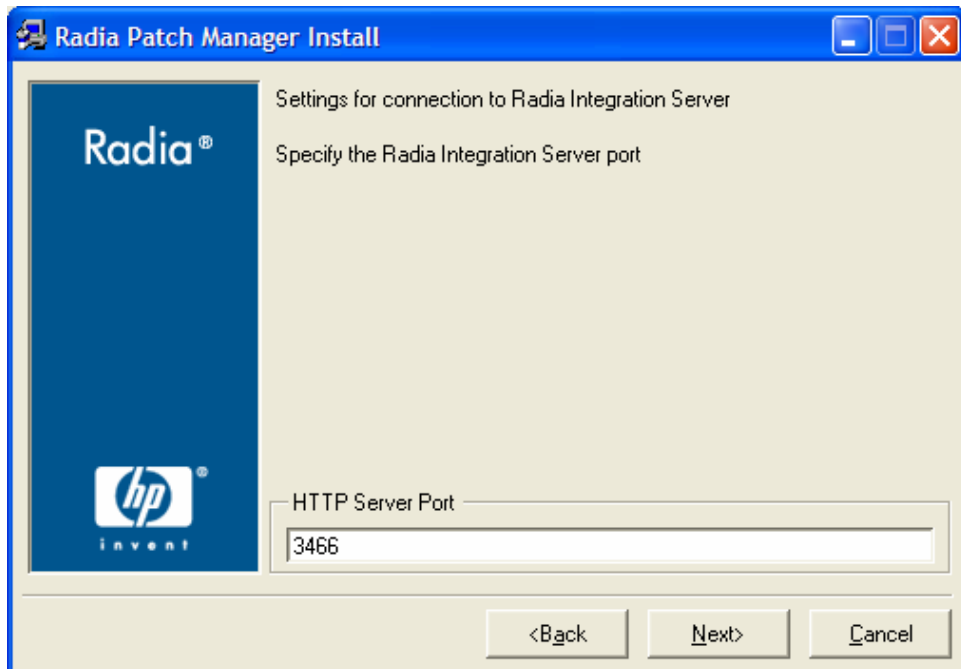 Radia Patch Manager Install
Radia®
Settings for connection to Radia Integration Server
Specify the Radia Integration Server port
hp®
invent
HTTP Server Port
3466
<Back
Next>
Cancel